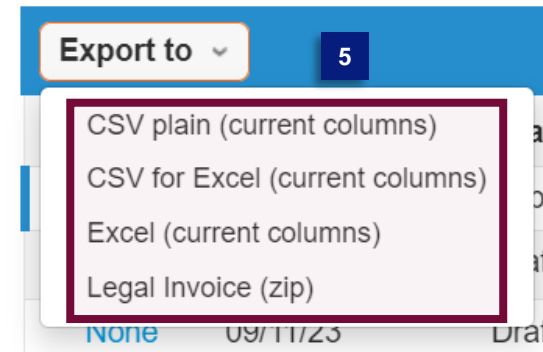 Export to
5
CSV plain (current columns)
CSV for Excel (current columns)
Excel (current columns)
Legal Invoice (zip)
None 09/11/23